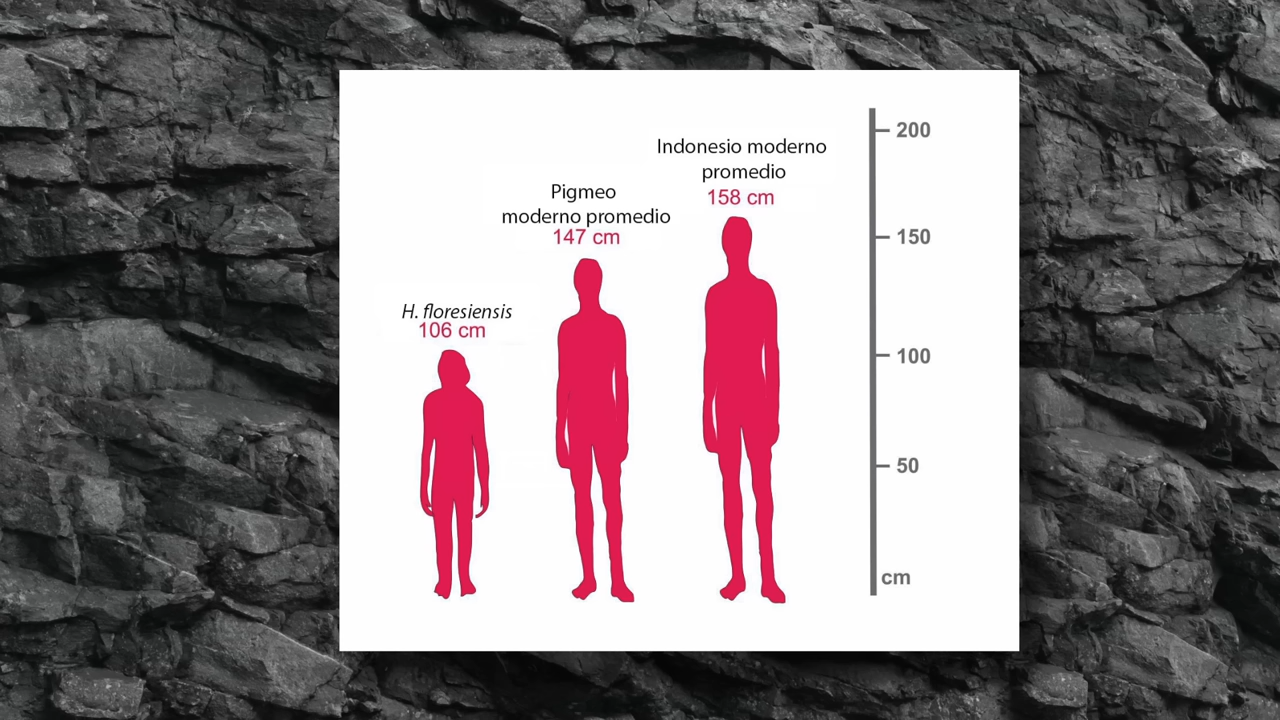 H. floresiensis
106 cm
Pigmeo
moderno promedio
147 cm
Indonesio moderno
promedio
158 cm
200
150
100
50
cm